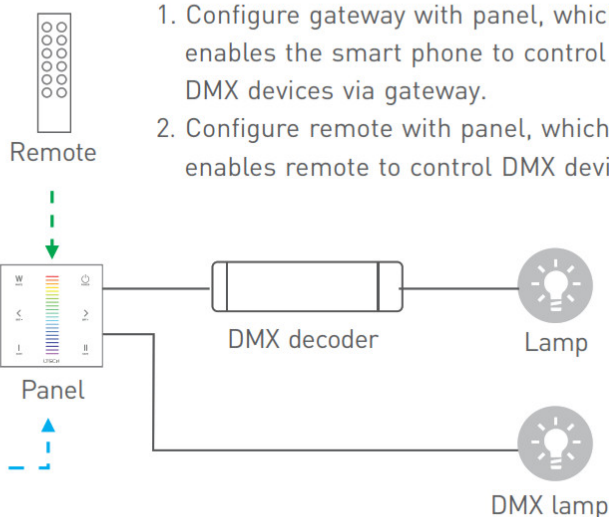 1. Configure gateway with panel, whic
enables the smart phone to control
DMX devices via gateway.
2. Configure remote with panel, which
enables remote to control DMX devi
Remote
W
I
II
LTECH
Panel
DMX decoder
Lamp
DMX lamp